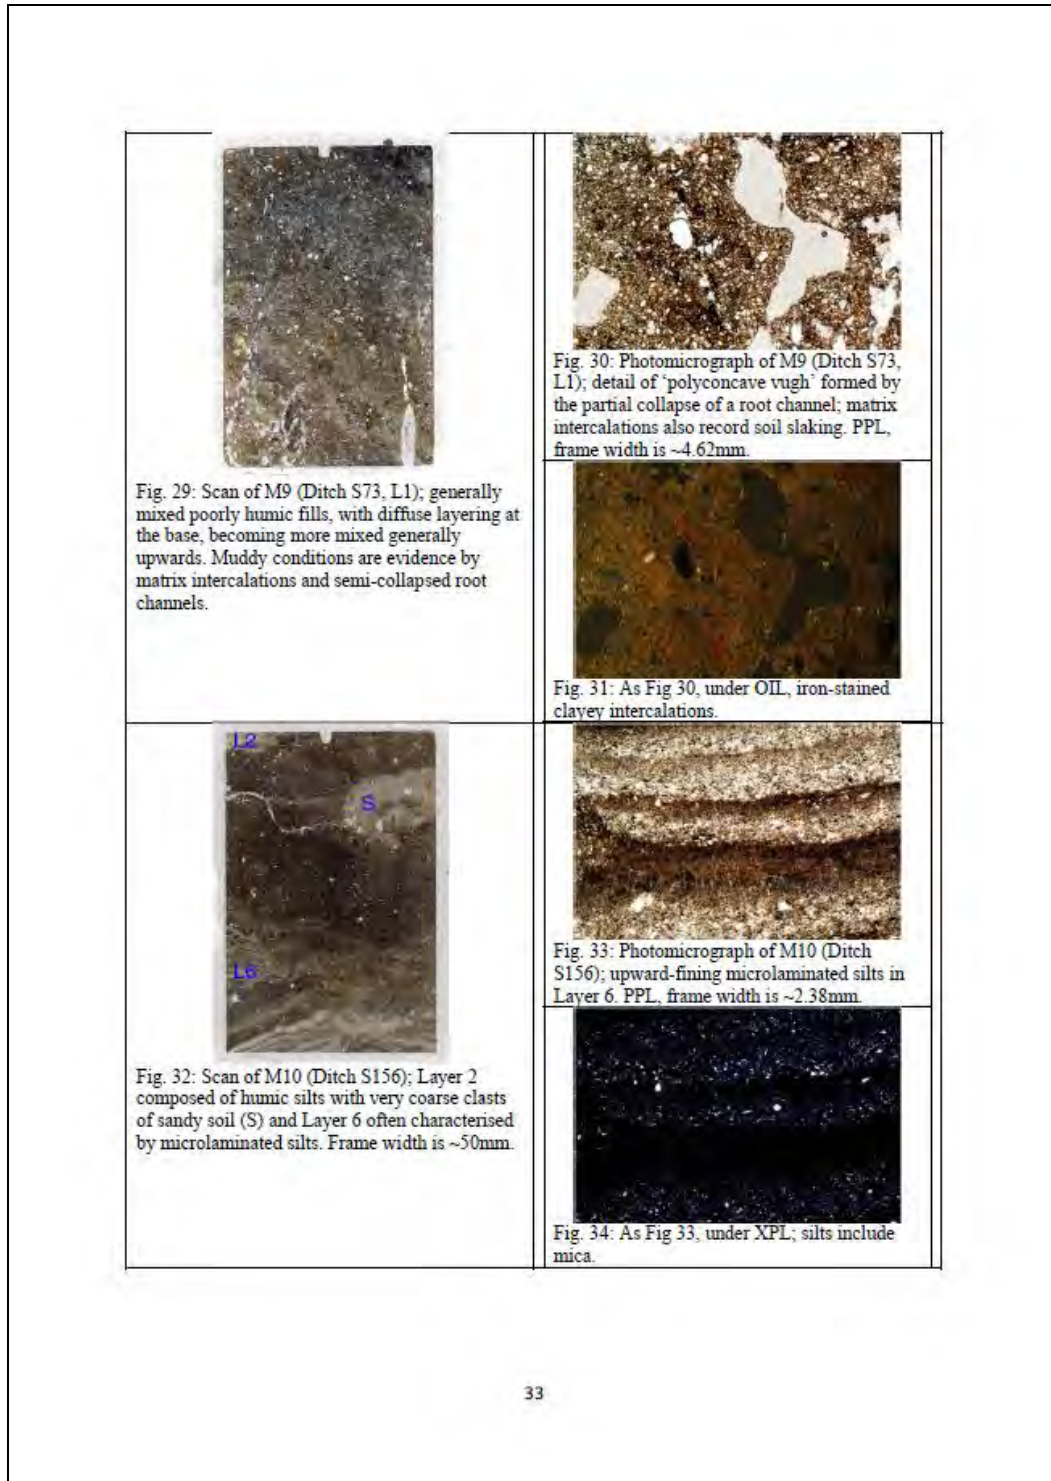 Fig. 29: Scan of M9 (Ditch S73, L1); generally
mixed poorly humic fills, with diffuse layering at
the base, becoming more mixed generally
upwards. Muddy conditions are evidence by
matrix intercalations and semi-collapsed root
channels.
Fig. 30: Photomicrograph of M9 (Ditch S73,
L1); detail of ‘polyconcave vugh’ formed by
the partial collapse of a root channel; matrix
intercalations also record soil slaking. PPL,
frame width is ~4.62mm.
Fig. 31: As Fig 30, under OIL, iron-stained
clayey intercalations.
L2
S
L6
Fig. 32: Scan of M10 (Ditch S156); Layer 2
composed of humic silts with very coarse clasts
of sandy soil (S) and Layer 6 often characterised
by microlaminated silts. Frame width is ~50mm.
Fig. 33: Photomicrograph of M10 (Ditch
S156); upward-fining microlaminated silts in
Layer 6. PPL, frame width is ~2.38mm.
Fig. 34: As Fig 33, under XPL; silts include
mica.
33